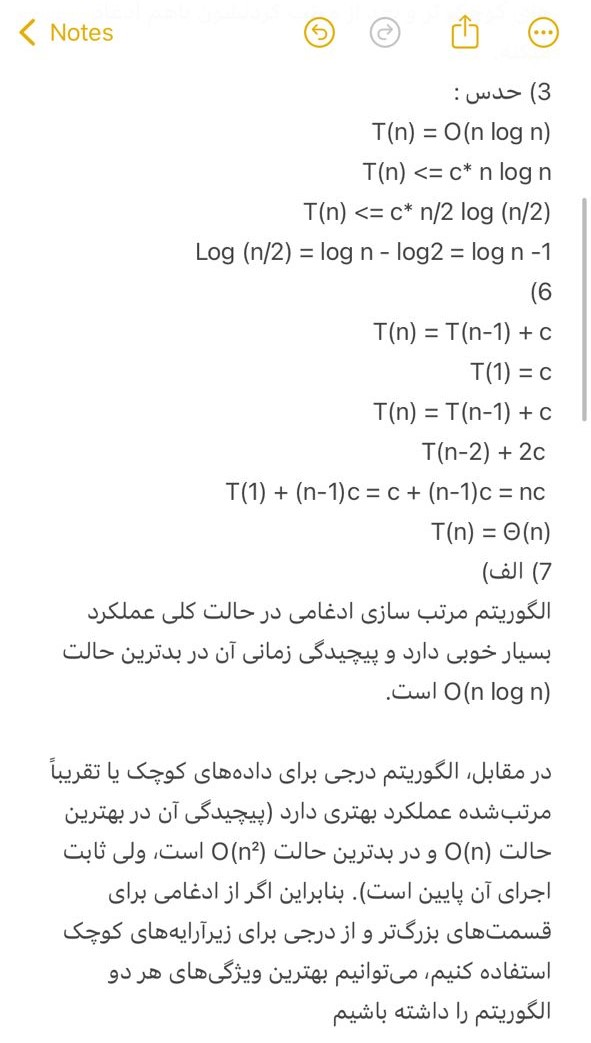 Notes
3) حدس :
T(n) = O(n log n)
T(n) <= c* n log n
T(n) <= c* n/2 log (n/2)
Log (n/2) = log n - log2 = log n -1
6)
T(n) = T(n-1) + c
T(1) = c
T(n) = T(n-1) + c
T(n-2) + 2c
T(1) + (n-1)c = c + (n-1)c = nc
T(n) = Θ(n)
7) الف)
الگوریتم مرتب سازی ادغامی در حالت کلی عملکرد
بسیار خوبی دارد و پیچیدگی زمانی آن در بدترین حالت
O(n log n) است.
در مقابل، الگوریتم درجی برای داده‌های کوچک یا تقریباً
مرتب‌شده عملکرد بهتری دارد (پیچیدگی آن در بهترین
حالت O(n) و در بدترین حالت O(n²) است، ولی ثابت
اجرای آن پایین است). بنابراین اگر از ادغامی برای
قسمت‌های بزرگ‌تر و از درجی برای زیرآرایه‌های کوچک
استفاده کنیم، می‌توانیم بهترین ویژگی‌های هر دو
الگوریتم را داشته باشیم